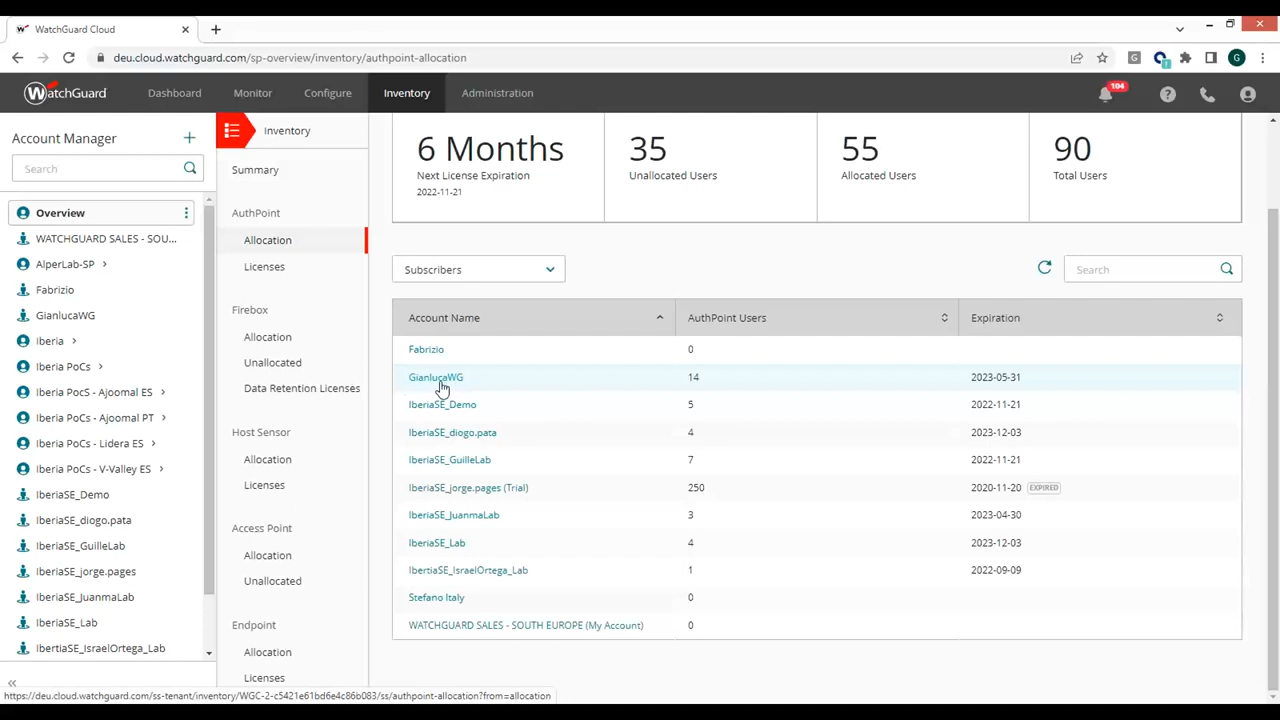 WatchGuard Cloud
deu.cloud.watchguard.com/sp-overview/inventory/authpoint-allocation
G
WATCHGUARD
Dashboard
Monitor
Configure
Inventory
Administration
104
Account Manager
Search
Overview
WATCHGUARD SALES - SOU...
AlperLab-SP
Fabrizio
GianlucaWG
Iberia
Iberia PoCs
Iberia PocS - Ajoomal ES
Iberia PoCs - Ajoomal PT
Iberia PoCs - Lidera ES
Iberia PoCs - V-Valley ES
IberiaSE_Demo
IberiaSE_diogo.pata
IberiaSE_GuilleLab
IberiaSE_jorge.pages
IberiaSE_JuanmaLab
IberiaSE_Lab
IbertiaSE_IsraelOrtega_Lab
Inventory
Summary
AuthPoint
Allocation
Licenses
Firebox
Allocation
Unallocated
Data Retention Licenses
Host Sensor
Allocation
Licenses
Access Point
Allocation
Unallocated
Endpoint
Allocation
Licenses
6 Months
Next License Expiration
2022-11-21
35
Unallocated Users
55
Allocated Users
90
Total Users
Subscribers
Search
Account Name AuthPoint Users Expiration
Fabrizio 0
GianlucaWG 14 2023-05-31
IberiaSE_Demo 5 2022-11-21
IberiaSE_diogo.pata 4 2023-12-03
IberiaSE_GuilleLab 7 2022-11-21
IberiaSE_jorge.pages (Trial) 250 2020-11-20 EXPIRED
IberiaSE_JuanmaLab 3 2023-04-30
IberiaSE_Lab 4 2023-12-03
IbertiaSE_IsraelOrtega_Lab 1 2022-09-09
Stefano Italy 0
WATCHGUARD SALES - SOUTH EUROPE (My Account) 0
https://deu.cloud.watchguard.com/ss-tenant/inventory/WGC-2-c5421e61bd6e4c86b083/ss/authpoint-allocation?from=allocation